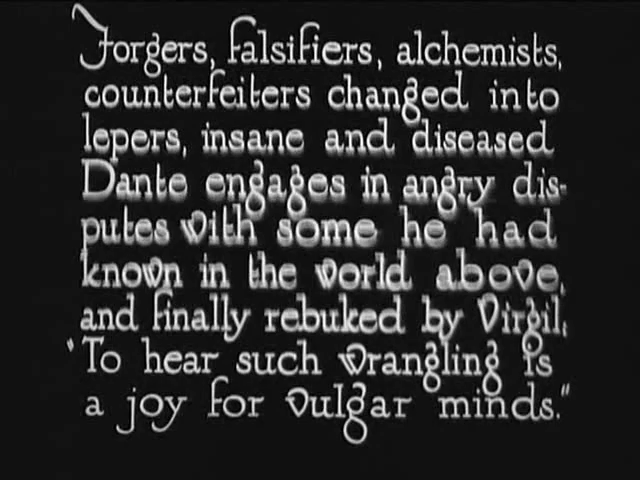 Forgers, falsifiers, alchemists,
counterfeiters changed into
lepers, insane and diseased
Dante engages in angry dis-
putes with some he had
known in the world above,
and finally rebuked by Virgil,
"To hear such wrangling is
a joy for vulgar minds."